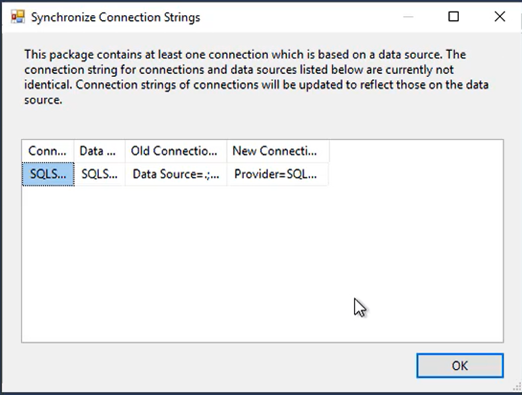 Synchronize Connection Strings
This package contains at least one connection which is based on a data source. The
connection string for connections and data sources listed below are currently not
identical. Connection strings of connections will be updated to reflect those on the data
source.
Conn... Data ... Old Connectio... New Connecti...
SQLS... SQLS... Data Source=.;... Provider=SQL...
OK